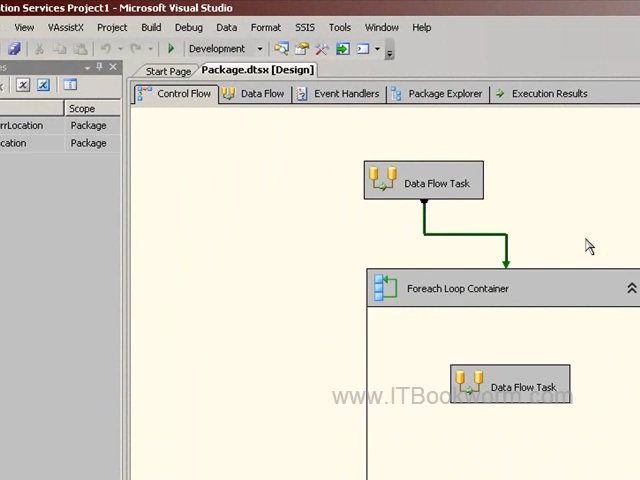 tion Services Project1 - Microsoft Visual Studio
View VAssistX Project Build Debug Data Format SSIS Tools Window Help
Development
es
Start Page Package.dtsx [Design]
Control Flow Data Flow Event Handlers Package Explorer Execution Results
Scope
rrLocation Package
cation Package
Data Flow Task
Foreach Loop Container
Data Flow Task
www.ITBookworm.com